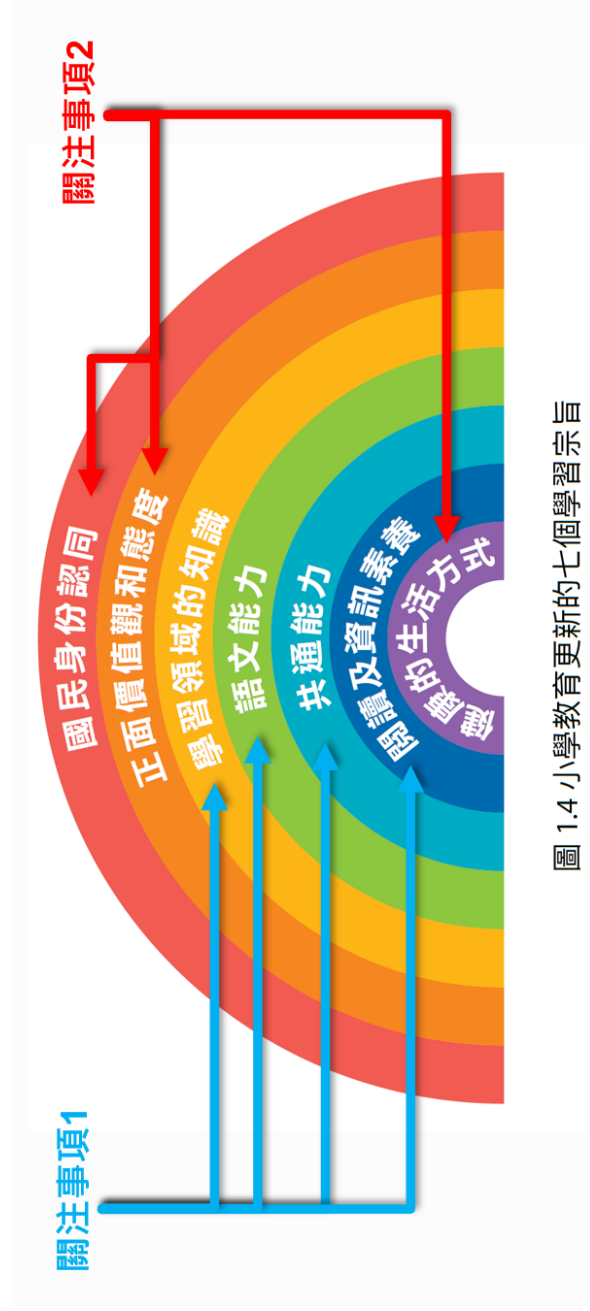 關注事項1
關注事項2
國民身份認同
正面價值觀和態度
學習領域的知識
語文能力
共通能力
閱讀及資訊素養
健康的生活方式
圖 1.4 小學教育更新的七個學習宗旨